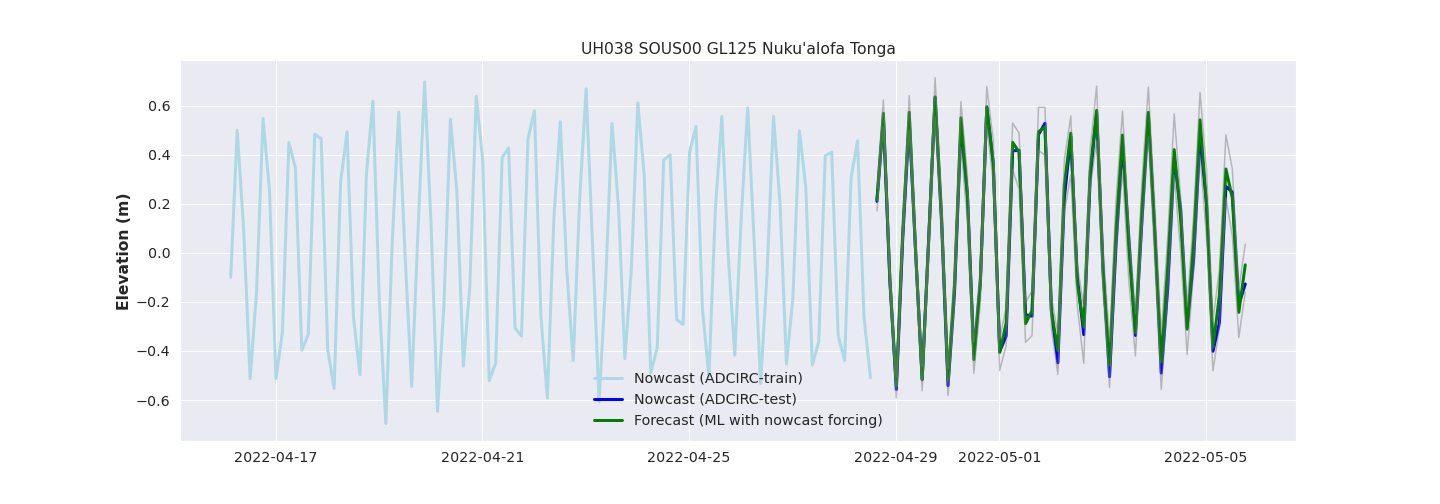 UH038 SOUS00 GL125 Nuku'alofa Tonga
Elevation (m)
0.6
0.4
0.2
0.0
−0.2
−0.4
−0.6
Nowcast (ADCIRC-train)
Nowcast (ADCIRC-test)
Forecast (ML with nowcast forcing)
2022-04-17 2022-04-21 2022-04-25 2022-04-29 2022-05-01 2022-05-05